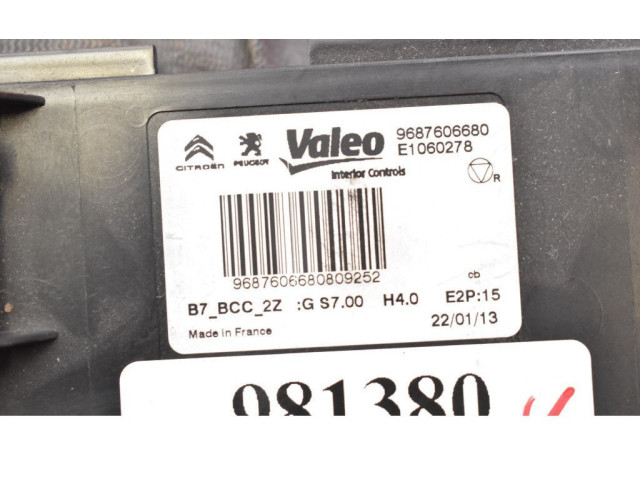 CITROËN PEUGEOT Valeo 9687606680
E1060278
Interior Controls
R
9687606680809252
cb
B7_BCC_2Z :G S7.00 H4.0 E2P:15
Made in France 22/01/13
981380